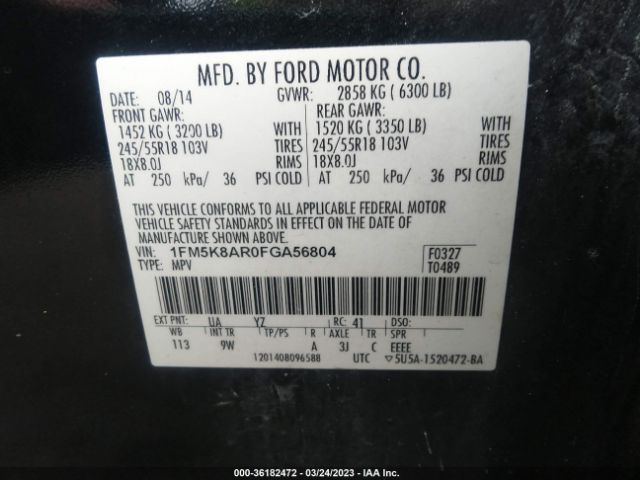 MFD. BY FORD MOTOR CO.
DATE: 08/14 GVWR: 2858 KG ( 6300 LB)
FRONT GAWR: REAR GAWR:
1452 KG ( 3200 LB) WITH 1520 KG ( 3350 LB) WITH
245/55R18 103V TIRES 245/55R18 103V TIRES
18X8.0J RIMS 18X8.0J RIMS
AT 250 kPa/ 36 PSI COLD AT 250 kPa/ 36 PSI COLD
THIS VEHICLE CONFORMS TO ALL APPLICABLE FEDERAL MOTOR
VEHICLE SAFETY STANDARDS IN EFFECT ON THE DATE OF
MANUFACTURE SHOWN ABOVE.
VIN: 1FM5K8AR0FGA56804 F0327
TYPE: MPV T0489
EXT PNT: UA YZ RC: 41 DSO:
WB INT TR TP/PS R AXLE TR SPR
113 9W A 3J C EEEE
1201408096588 UTC ▽5U5A-1520472-BA
000-36182472 - 03/24/2023 - IAA Inc.